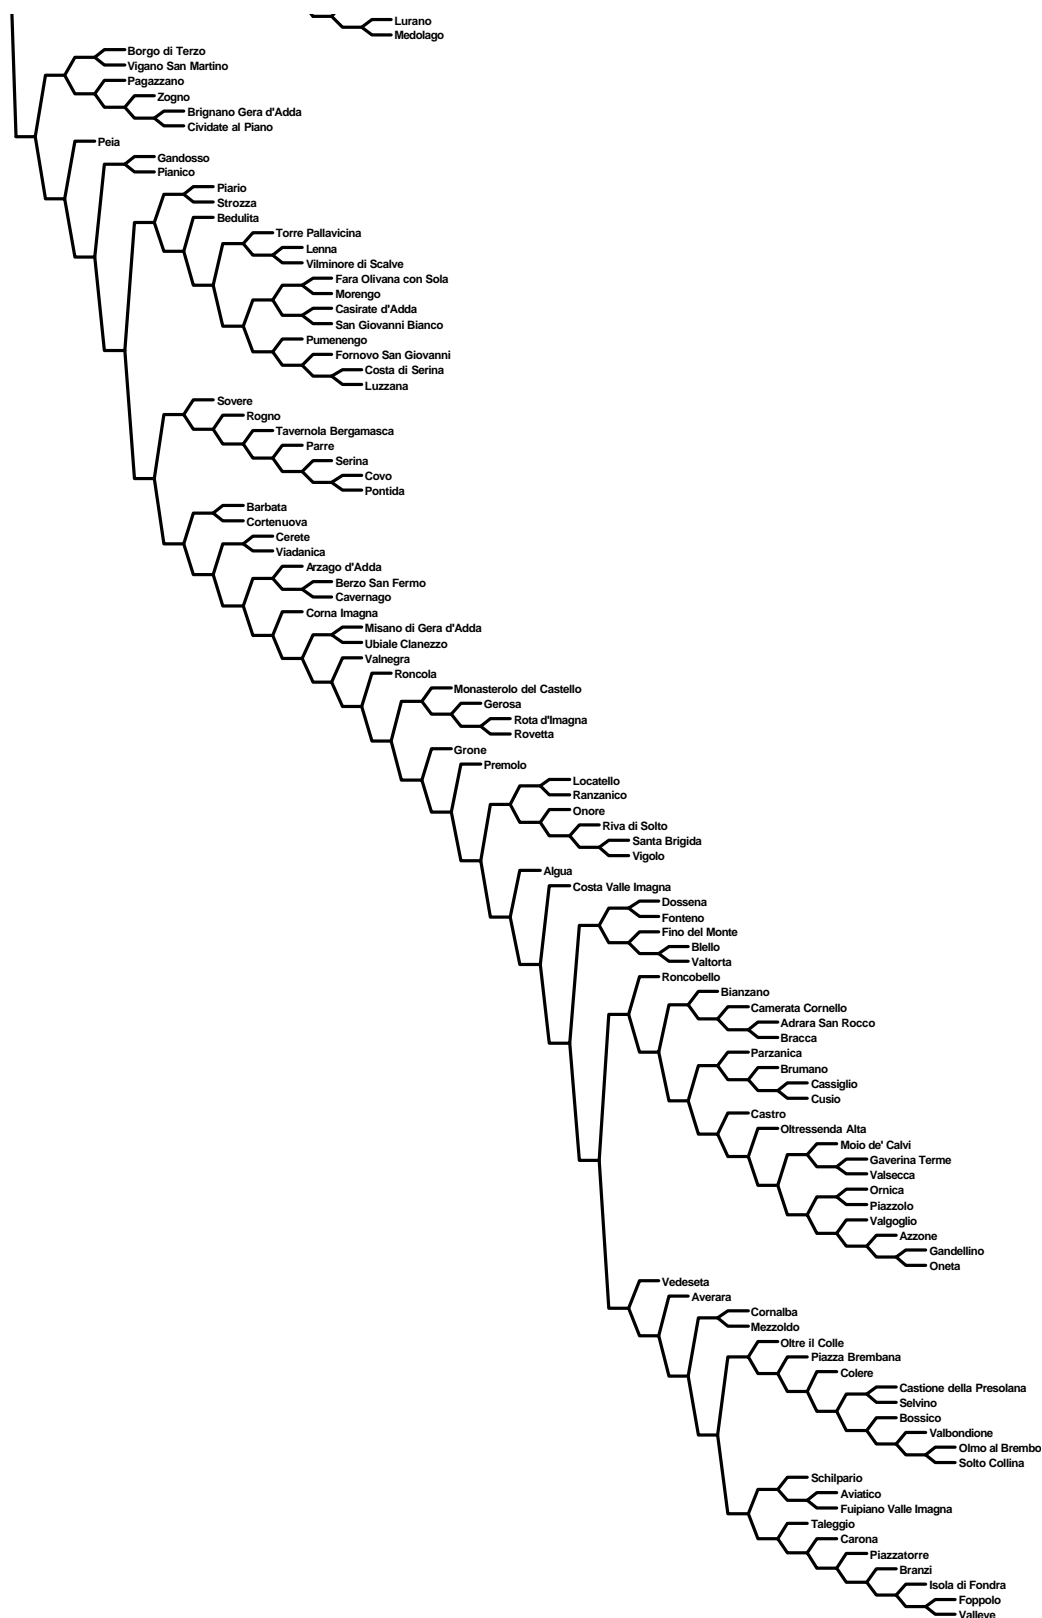 Lurano
Medolago
Borgo di Terzo
Vigano San Martino
Pagazzano
Zogno
Brignano Gera d'Adda
Cividate al Piano
Peia
Gandosso
Pianico
Piario
Strozza
Bedulita
Torre Pallavicina
Lenna
Vilminore di Scalve
Fara Olivana con Sola
Morengo
Casirate d'Adda
San Giovanni Bianco
Pumenengo
Fornovo San Giovanni
Costa di Serina
Luzzana
Sovere
Rogno
Tavernola Bergamasca
Parre
Serina
Covo
Pontida
Barbata
Cortenuova
Cerete
Viadanica
Arzago d'Adda
Berzo San Fermo
Cavernago
Corna Imagna
Misano di Gera d'Adda
Ubiale Clanezzo
Valnegra
Roncola
Monasterolo del Castello
Gerosa
Rota d'Imagna
Rovetta
Grone
Premolo
Locatello
Ranzanico
Onore
Riva di Solto
Santa Brigida
Vigolo
Algua
Costa Valle Imagna
Dossena
Fonteno
Fino del Monte
Blello
Valtorta
Roncobello
Bianzano
Camerata Cornello
Adrara San Rocco
Bracca
Parzanica
Brumano
Cassiglio
Cusio
Castro
Oltressenda Alta
Moio de' Calvi
Gaverina Terme
Valsecca
Ornica
Piazzolo
Valgoglio
Azzone
Gandellino
Oneta
Vedeseta
Averara
Cornalba
Mezzoldo
Oltre il Colle
Piazza Brembana
Colere
Castione della Presolana
Selvino
Bossico
Valbondione
Olmo al Brembo
Solto Collina
Schilpario
Aviatico
Fuipiano Valle Imagna
Taleggio
Carona
Piazzatorre
Branzi
Isola di Fondra
Foppolo
Valleve